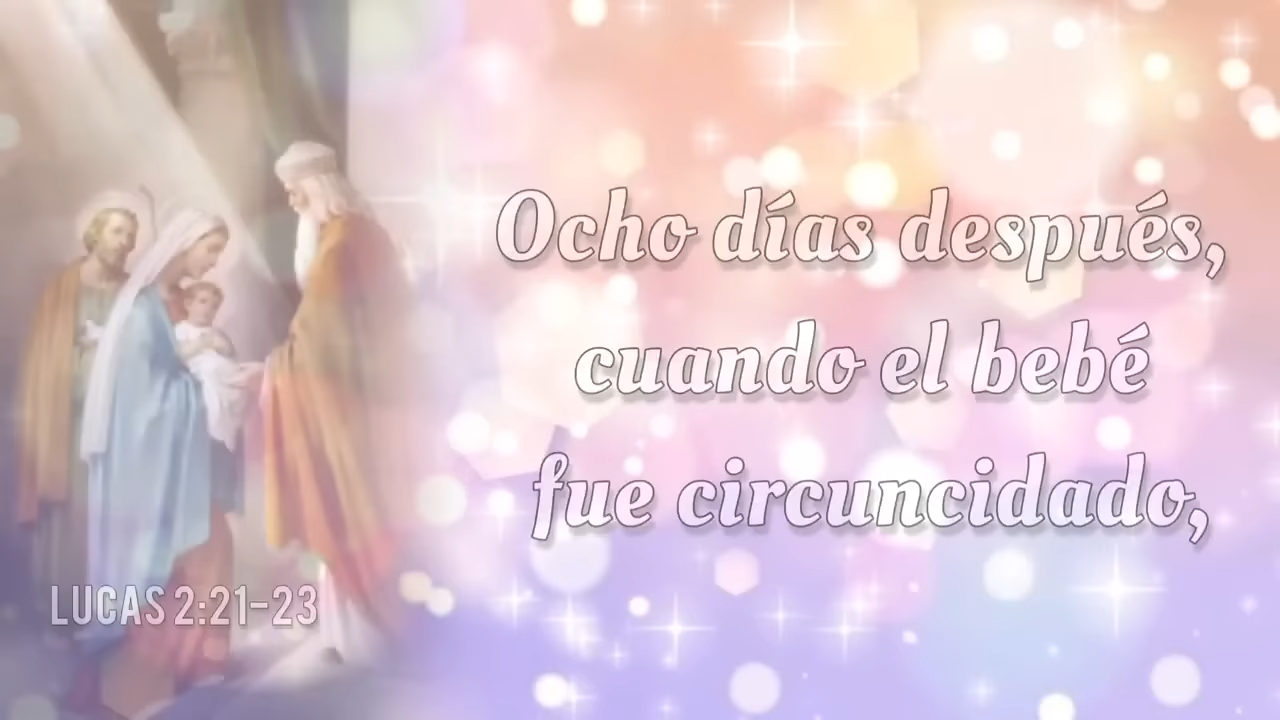 Ocho días después,
cuando el bebé
fue circuncidado,
LUCAS 2:21-23